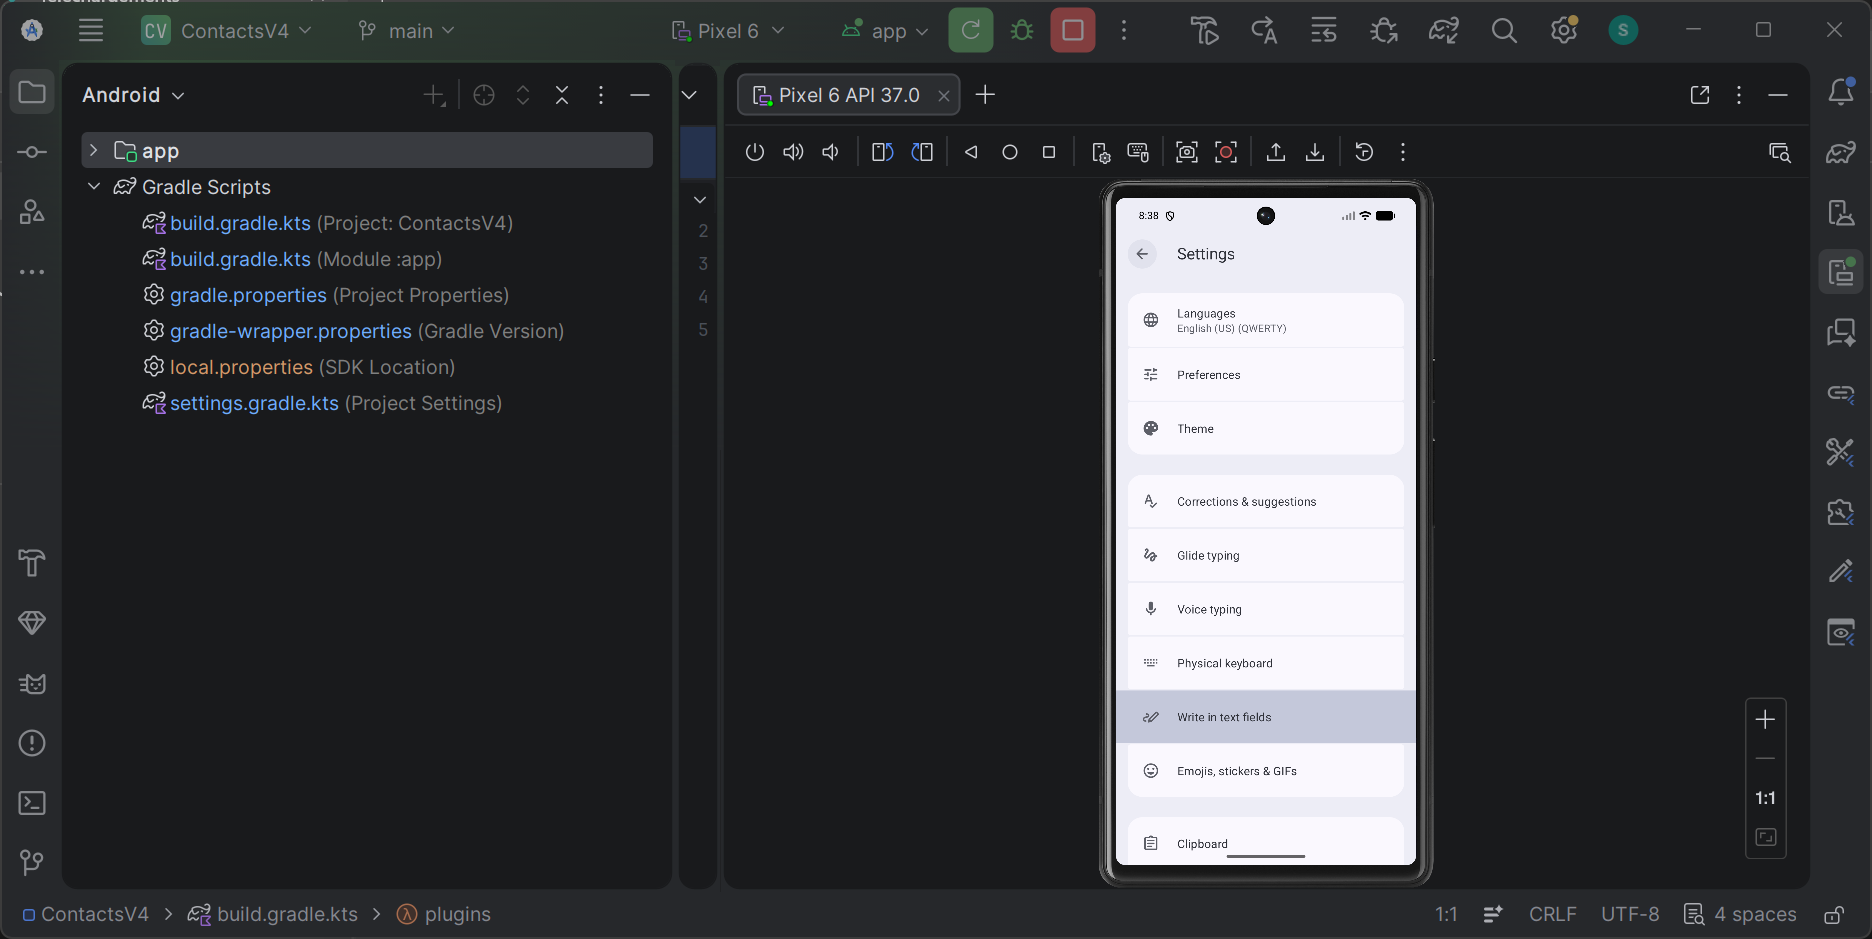 CV ContactsV4
main
Pixel 6
app
S
Android
Pixel 6 API 37.0
app
Gradle Scripts
build.gradle.kts (Project: ContactsV4)
build.gradle.kts (Module :app)
gradle.properties (Project Properties)
gradle-wrapper.properties (Gradle Version)
local.properties (SDK Location)
settings.gradle.kts (Project Settings)
2
3
4
5
8:38
Settings
Languages
English (US) (QWERTY)
Preferences
Theme
Corrections & suggestions
Glide typing
Voice typing
Physical keyboard
Write in text fields
Emojis, stickers & GIFs
Clipboard
1:1
ContactsV4 > build.gradle.kts > plugins
1:1
CRLF
UTF-8
4 spaces